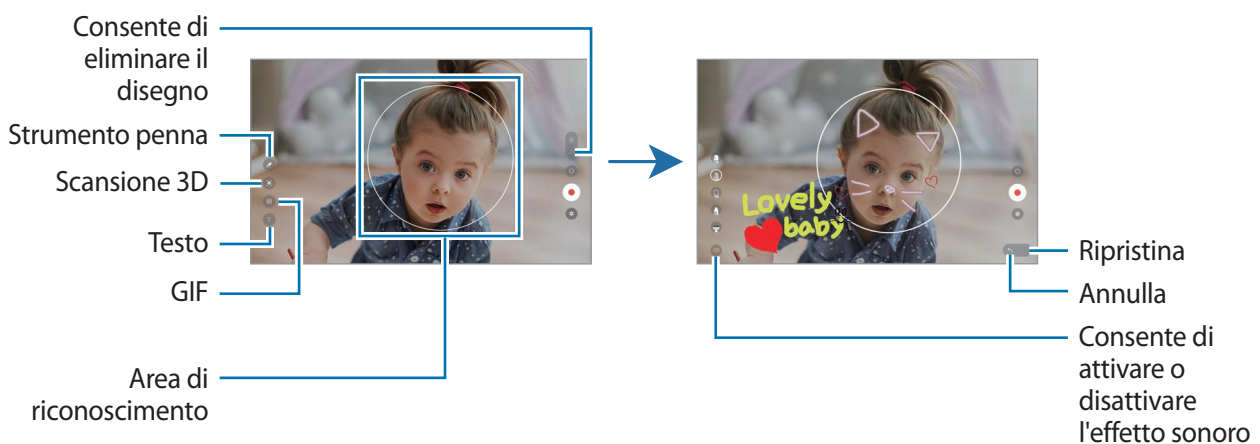 Consente di
eliminare il
disegno
Strumento penna
Scansione 3D
Testo
GIF
Area di
riconoscimento
Lovely
baby
Ripristina
Annulla
Consente di
attivare o
disattivare
l'effetto sonoro